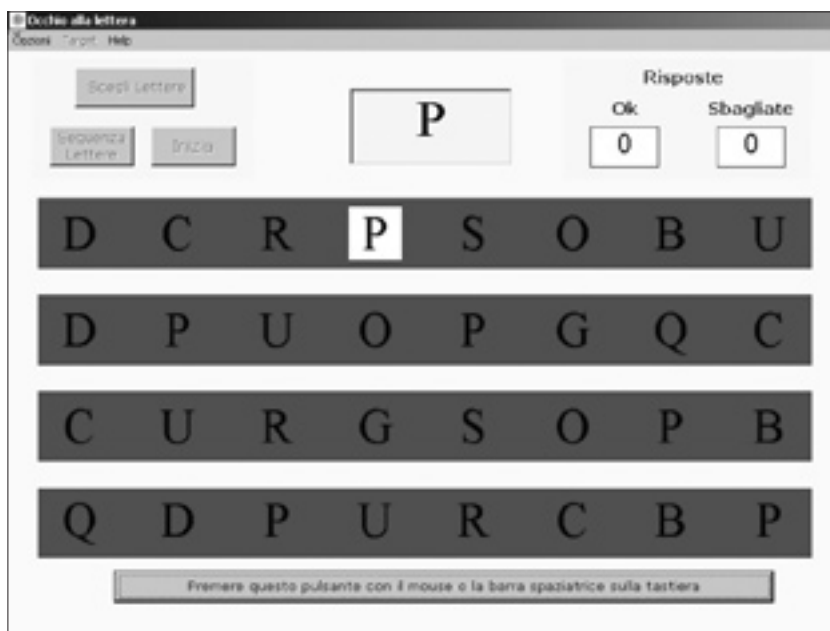 Occhio alla lettera
Opzioni Target Help
Scegli Lettere
Sequenza
Lettere
Inizia
P
Risposte
Ok
Sbagliate
0
0
D C R P S O B U
D P U O P G Q C
C U R G S O P B
Q D P U R C B P
Premere questo pulsante con il mouse o la barra spaziatrice sulla tastiera